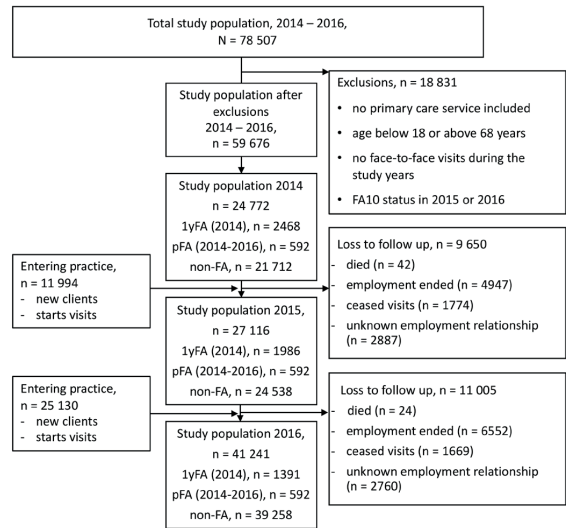 Total study population, 2014 – 2016,
N = 78 507
Study population after
exclusions
2014 – 2016,
n = 59 676
Exclusions, n = 18 831
• no primary care service included
• age below 18 or above 68 years
• no face-to-face visits during the
study years
• FA10 status in 2015 or 2016
Study population 2014
n = 24 772
1yFA (2014), n = 2468
pFA (2014-2016), n = 592
non-FA, n = 21 712
Entering practice,
n = 11 994
- new clients
- starts visits
Loss to follow up, n = 9 650
- died (n = 42)
- employment ended (n = 4947)
- ceased visits (n = 1774)
- unknown employment relationship
(n = 2887)
Study population 2015,
n = 27 116
1yFA (2014), n = 1986
pFA (2014-2016), n = 592
non-FA, n = 24 538
Entering practice,
n = 25 130
- new clients
- starts visits
Loss to follow up, n = 11 005
- died (n = 24)
- employment ended (n = 6552)
- ceased visits (n = 1669)
- unknown employment relationship
(n = 2760)
Study population 2016,
n = 41 241
1yFA (2014), n = 1391
pFA (2014-2016), n = 592
non-FA, n = 39 258